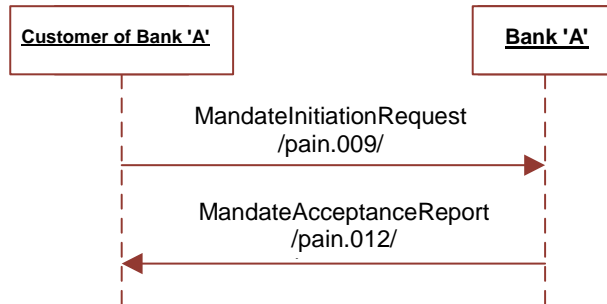 Customer of Bank 'A'
Bank 'A'
MandateInitiationRequest
/pain.009/
MandateAcceptanceReport
/pain.012/